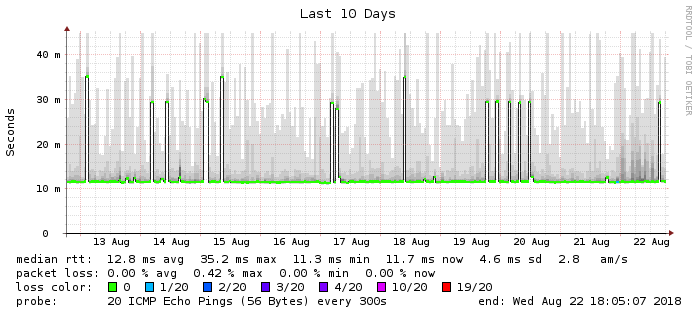 Last 10 Days
RRDTOOL / TOBI OETIKER
Seconds
40 m
30 m
20 m
10 m
0
13 Aug 14 Aug 15 Aug 16 Aug 17 Aug 18 Aug 19 Aug 20 Aug 21 Aug 22 Aug
median rtt: 12.8 ms avg 35.2 ms max 11.3 ms min 11.7 ms now 4.6 ms sd 2.8 am/s
packet loss: 0.00 % avg 0.42 % max 0.00 % min 0.00 % now
loss color: 0 1/20 2/20 3/20 4/20 10/20 19/20
probe: 20 ICMP Echo Pings (56 Bytes) every 300s end: Wed Aug 22 18:05:07 2018